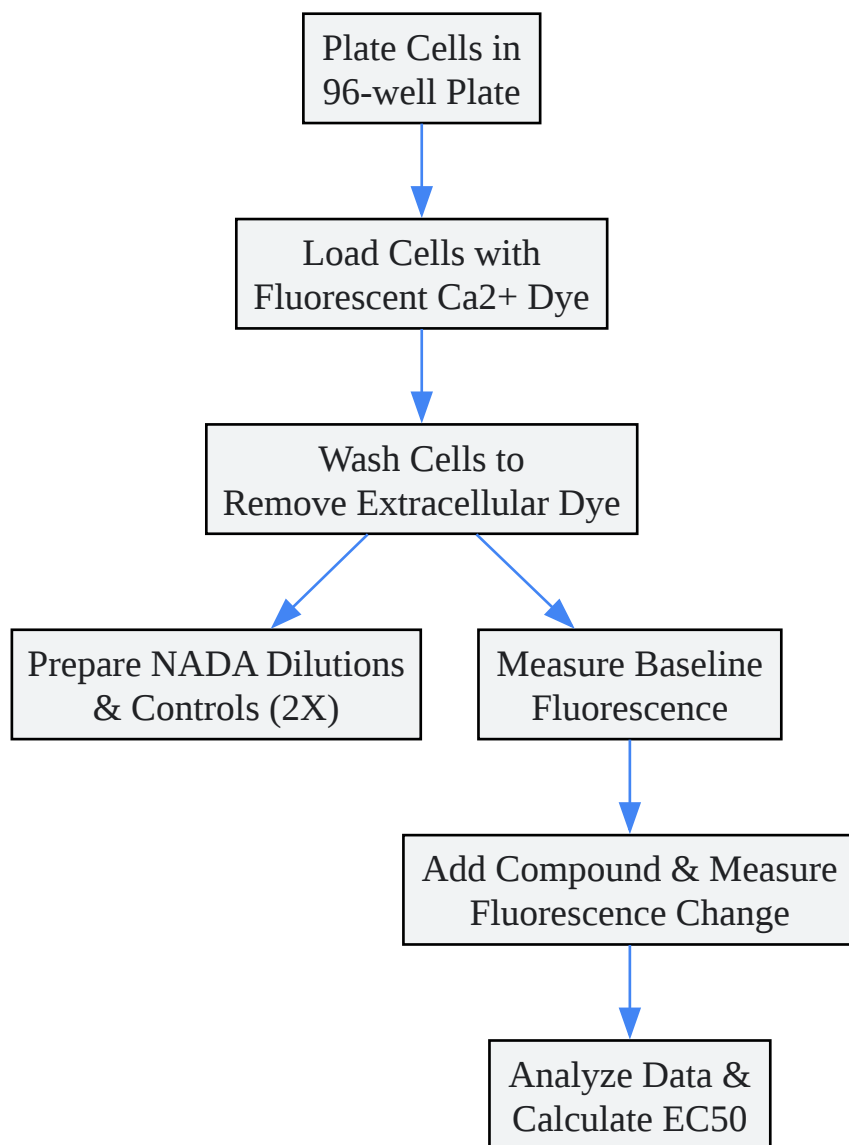 Plate Cells in
96-well Plate
Load Cells with
Fluorescent Ca2+ Dye
Wash Cells to
Remove Extracellular Dye
Prepare NADA Dilutions
& Controls (2X)
Measure Baseline
Fluorescence
Add Compound & Measure
Fluorescence Change
Analyze Data &
Calculate EC50